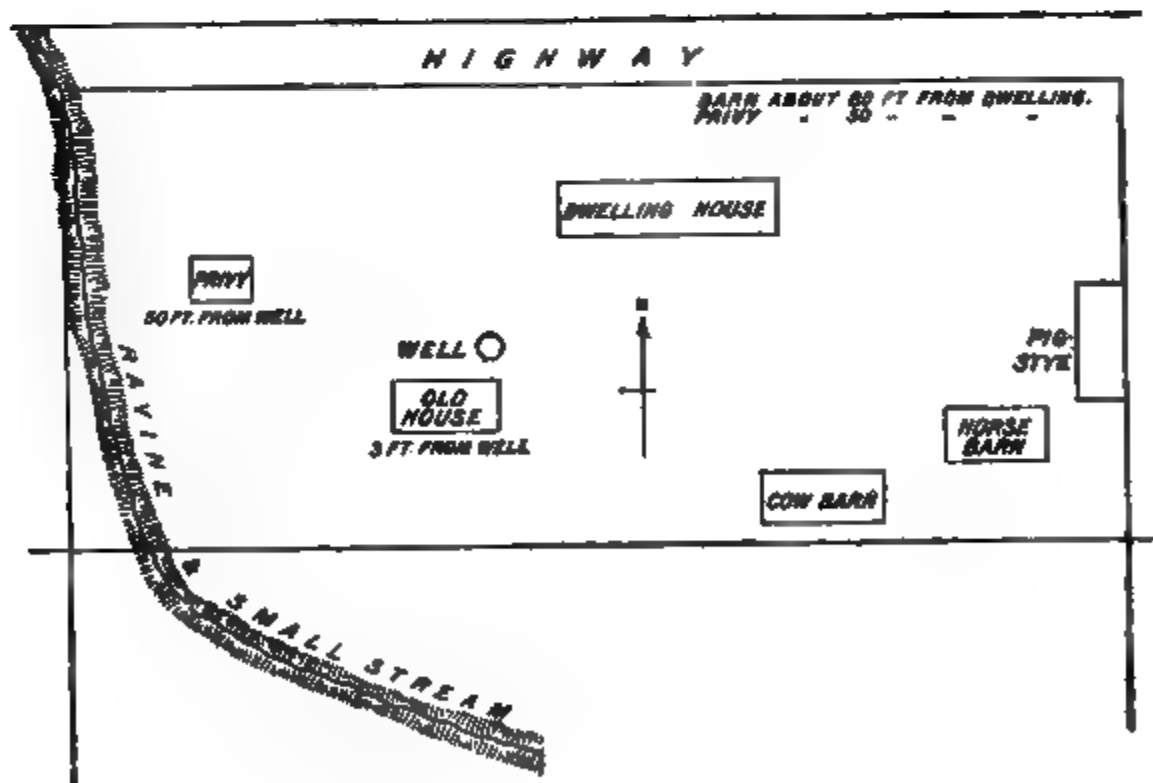 HIGHWAY
BARN ABOUT 60 FT FROM DWELLING.
PRIVY " 30 " " "
DWELLING HOUSE
PRIVY
50 FT. FROM WELL
N
WELL
OLD
HOUSE
3 FT. FROM WELL
PIG
STYE
HORSE
BARN
COW BARN
RAVINE
& SMALL STREAM